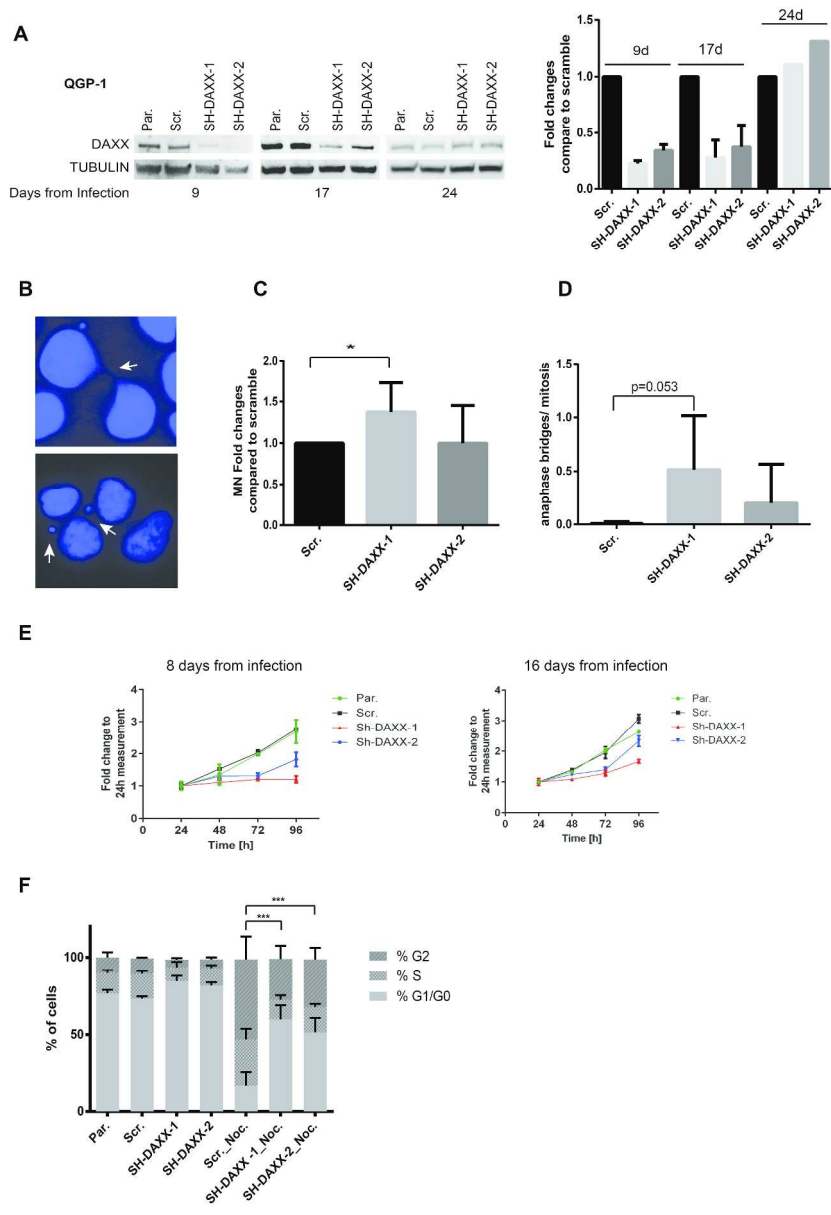 A
QGP-1
Par.
Scr.
SH-DAXX-1
SH-DAXX-2
Par.
Scr.
SH-DAXX-1
SH-DAXX-2
Par.
Scr.
SH-DAXX-1
SH-DAXX-2
DAXX
TUBULIN
Days from Infection 9 17 24
Fold changes
compare to scramble
1.5
1.0
0.5
0.0
9d
17d
24d
Scr.
SH-DAXX-1
SH-DAXX-2
Scr.
SH-DAXX-1
SH-DAXX-2
Scr.
SH-DAXX-1
SH-DAXX-2
B
C
MN Fold changes
compared to scramble
2.0
1.5
1.0
0.5
0.0
*
Scr.
SH-DAXX-1
SH-DAXX-2
D
anaphase bridges/ mitosis
1.5
1.0
0.5
0.0
p=0.053
Scr.
SH-DAXX-1
SH-DAXX-2
E
8 days from infection
Fold change to
24h measurement
4
3
2
1
0
24
48
72
96
Time [h]
Par.
Scr.
Sh-DAXX-1
Sh-DAXX-2
16 days from infection
Fold change to
24h measurement
4
3
2
1
0
24
48
72
96
Time [h]
Par.
Scr.
Sh-DAXX-1
Sh-DAXX-2
F
% of cells
100
50
0
***
***
% G2
% S
% G1/G0
Par.
Scr.
SH-DAXX-1
SH-DAXX-2
Scr._Noc.
SH-DAXX -1_Noc.
SH-DAXX-2_Noc.